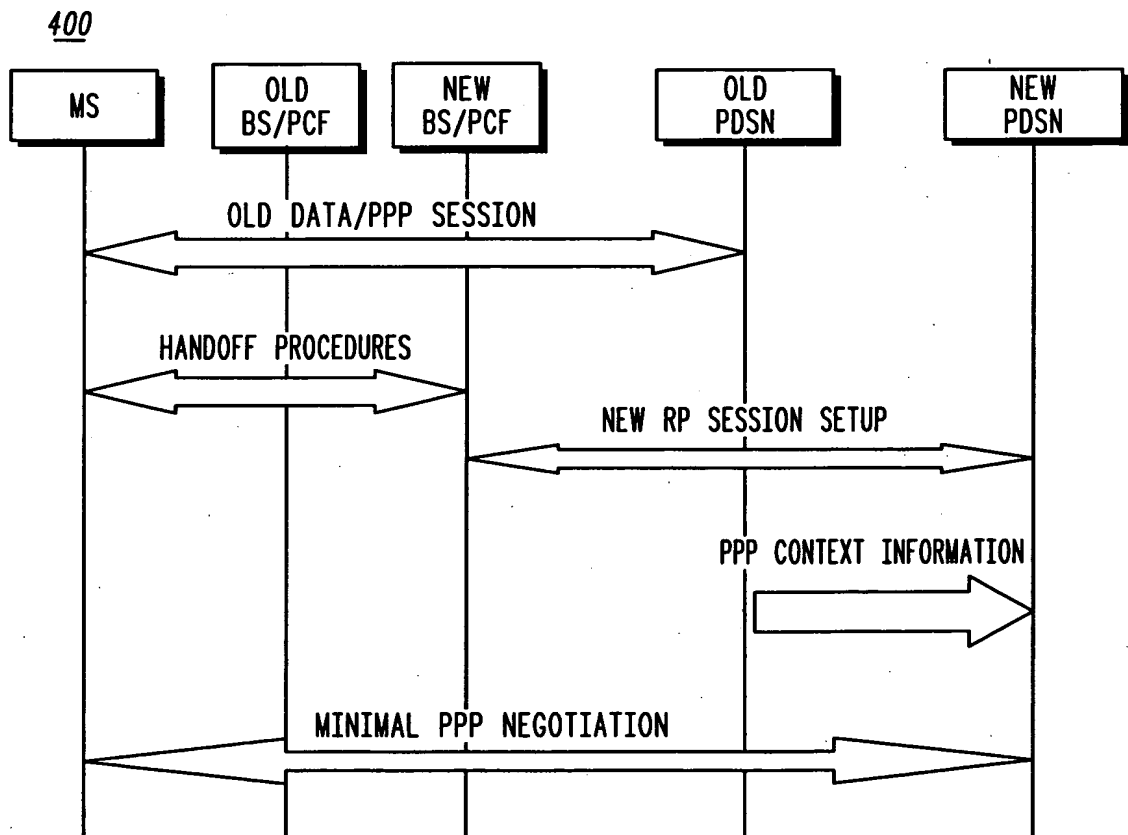 400
MS
OLD
BS/PCF
NEW
BS/PCF
OLD
PDSN
NEW
PDSN
OLD DATA/PPP SESSION
HANDOFF PROCEDURES
NEW RP SESSION SETUP
PPP CONTEXT INFORMATION
MINIMAL PPP NEGOTIATION